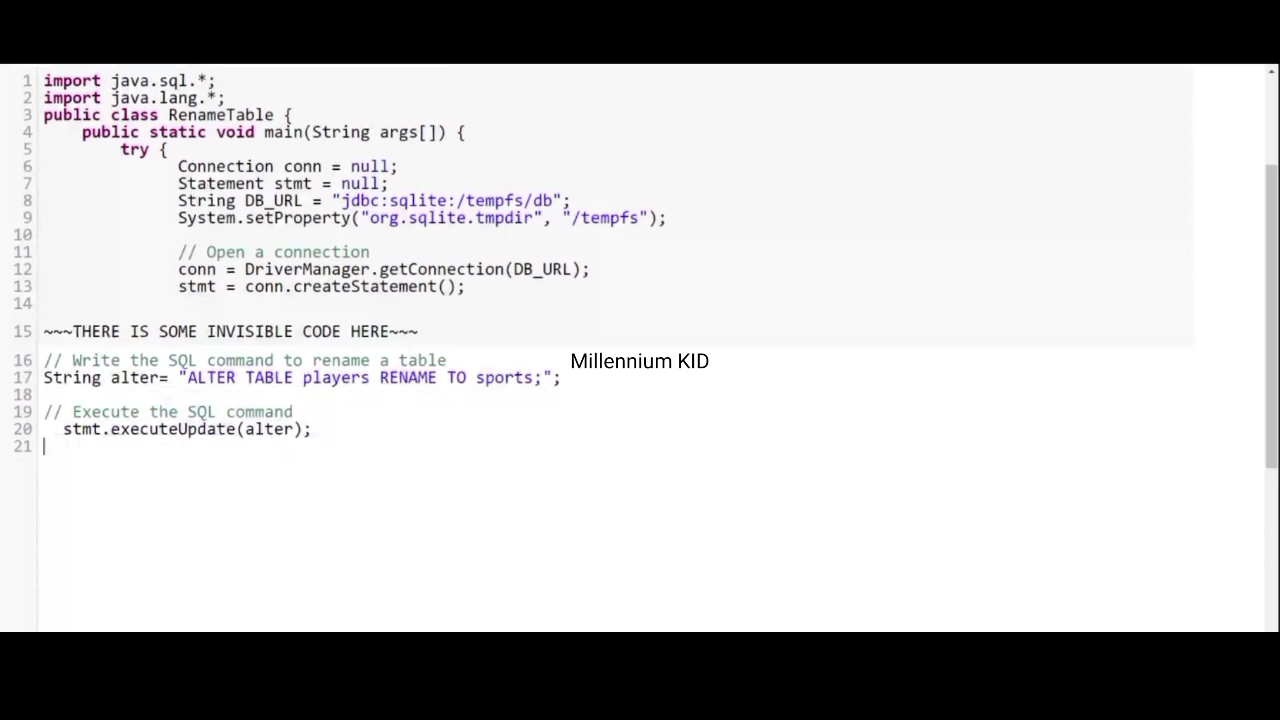 1 import java.sql.*;
2 import java.lang.*;
3 public class RenameTable {
4     public static void main(String args[]) {
5         try {
6               Connection conn = null;
7               Statement stmt = null;
8               String DB_URL = "jdbc:sqlite:/tempfs/db";
9               System.setProperty("org.sqlite.tmpdir", "/tempfs");
10
11               // Open a connection
12               conn = DriverManager.getConnection(DB_URL);
13               stmt = conn.createStatement();
14
15 ~~~THERE IS SOME INVISIBLE CODE HERE~~~
16 // Write the SQL command to rename a table
Millennium KID
17 String alter= "ALTER TABLE players RENAME TO sports;";
18
19 // Execute the SQL command
20   stmt.executeUpdate(alter);
21